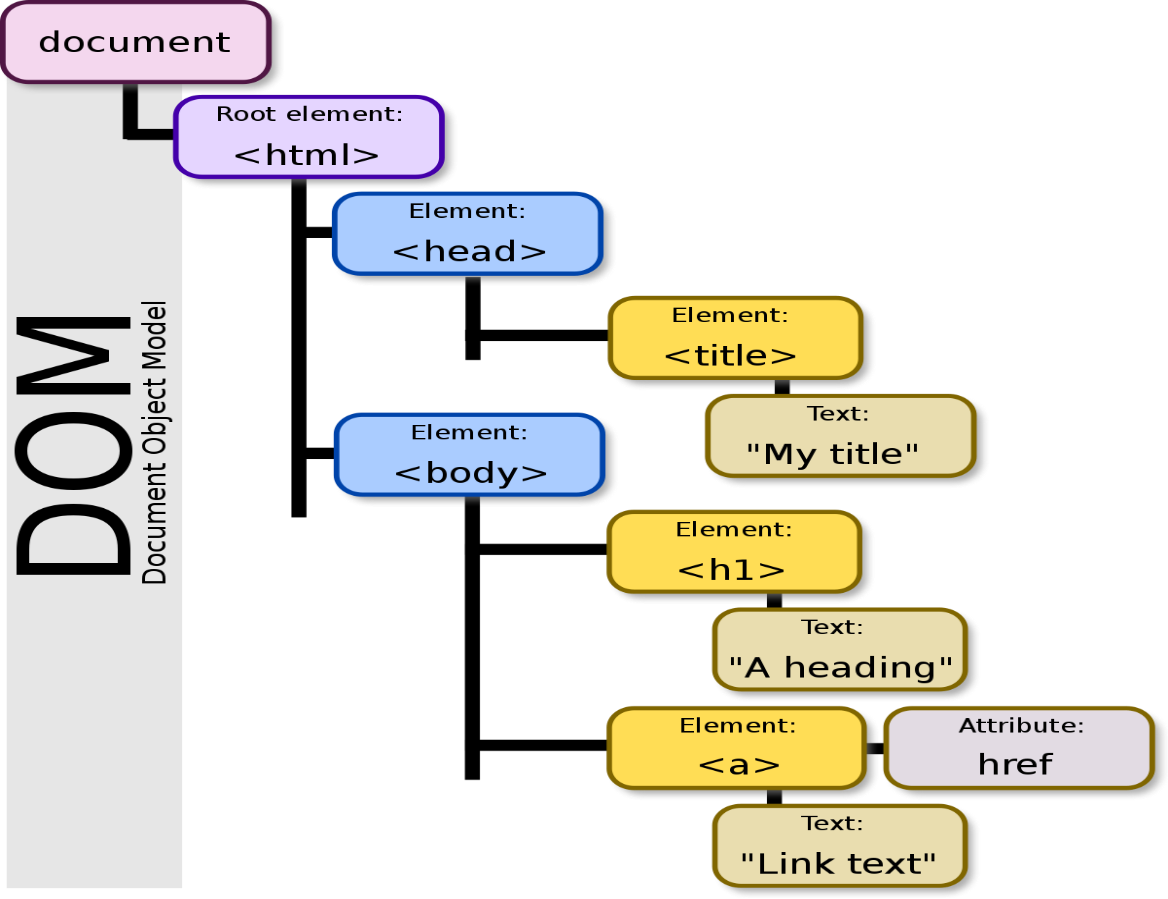 document
Root element:
<html>
Element:
<head>
Element:
<title>
Text:
"My title"
Element:
<body>
Element:
<h1>
Text:
"A heading"
Element:
<a>
Attribute:
href
Text:
"Link text"
DOM
Document Object Model